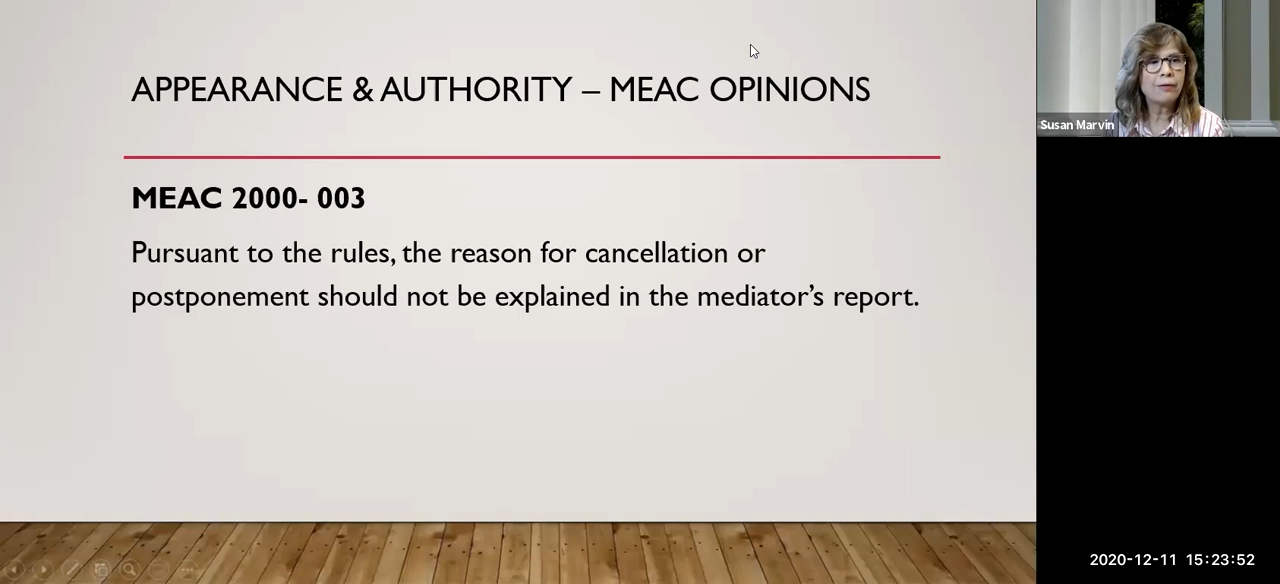 APPEARANCE & AUTHORITY – MEAC OPINIONS
MEAC 2000- 003
Pursuant to the rules, the reason for cancellation or
postponement should not be explained in the mediator’s report.
Susan Marvin
2020-12-11 15:23:52